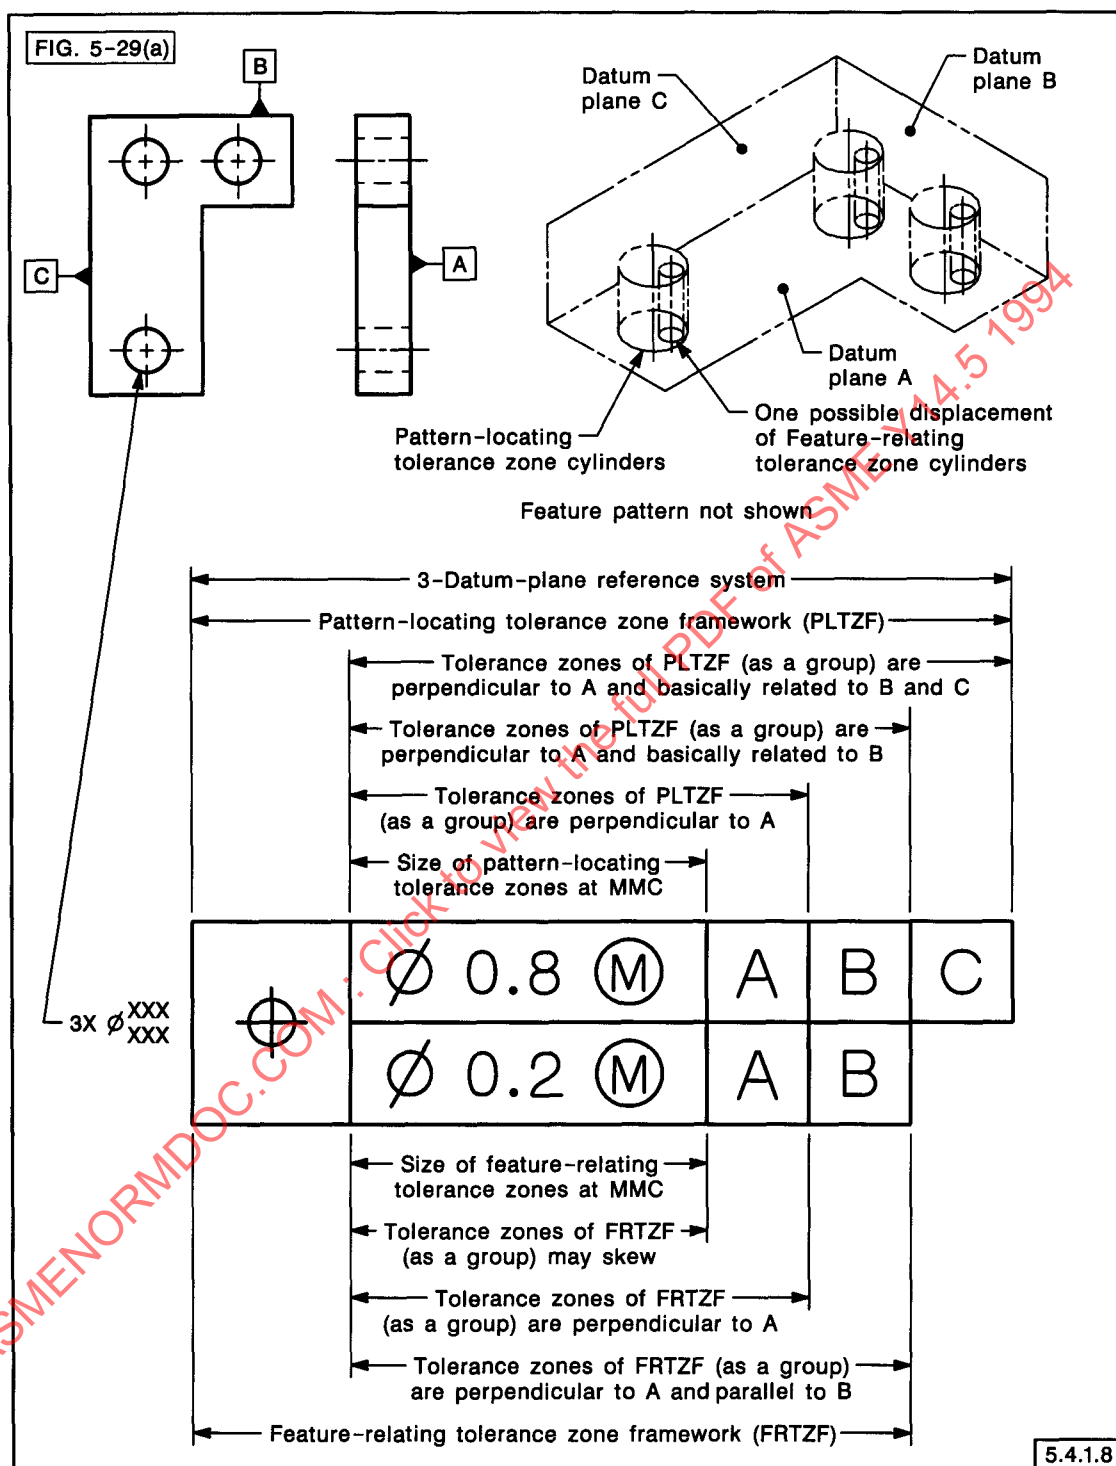 FIG. 5-29(a)
B
C
A
Datum
plane C
Datum
plane B
Datum
plane A
Pattern-locating
tolerance zone cylinders
One possible displacement
of Feature-relating
tolerance zone cylinders
Feature pattern not shown
3-Datum-plane reference system
Pattern-locating tolerance zone framework (PLTZF)
Tolerance zones of PLTZF (as a group) are
perpendicular to A and basically related to B and C
Tolerance zones of PLTZF (as a group) are
perpendicular to A and basically related to B
Tolerance zones of PLTZF
(as a group) are perpendicular to A
Size of pattern-locating
tolerance zones at MMC
3X ⌀ XXX
XXX
⌖ ⌀ 0.8 Ⓜ A B C
⌀ 0.2 Ⓜ A B
Size of feature-relating
tolerance zones at MMC
Tolerance zones of FRTZF
(as a group) may skew
Tolerance zones of FRTZF
(as a group) are perpendicular to A
Tolerance zones of FRTZF (as a group)
are perpendicular to A and parallel to B
Feature-relating tolerance zone framework (FRTZF)
5.4.1.8
ASMENORMDOC.COM : Click to view the full PDF of ASME Y14.5 1994